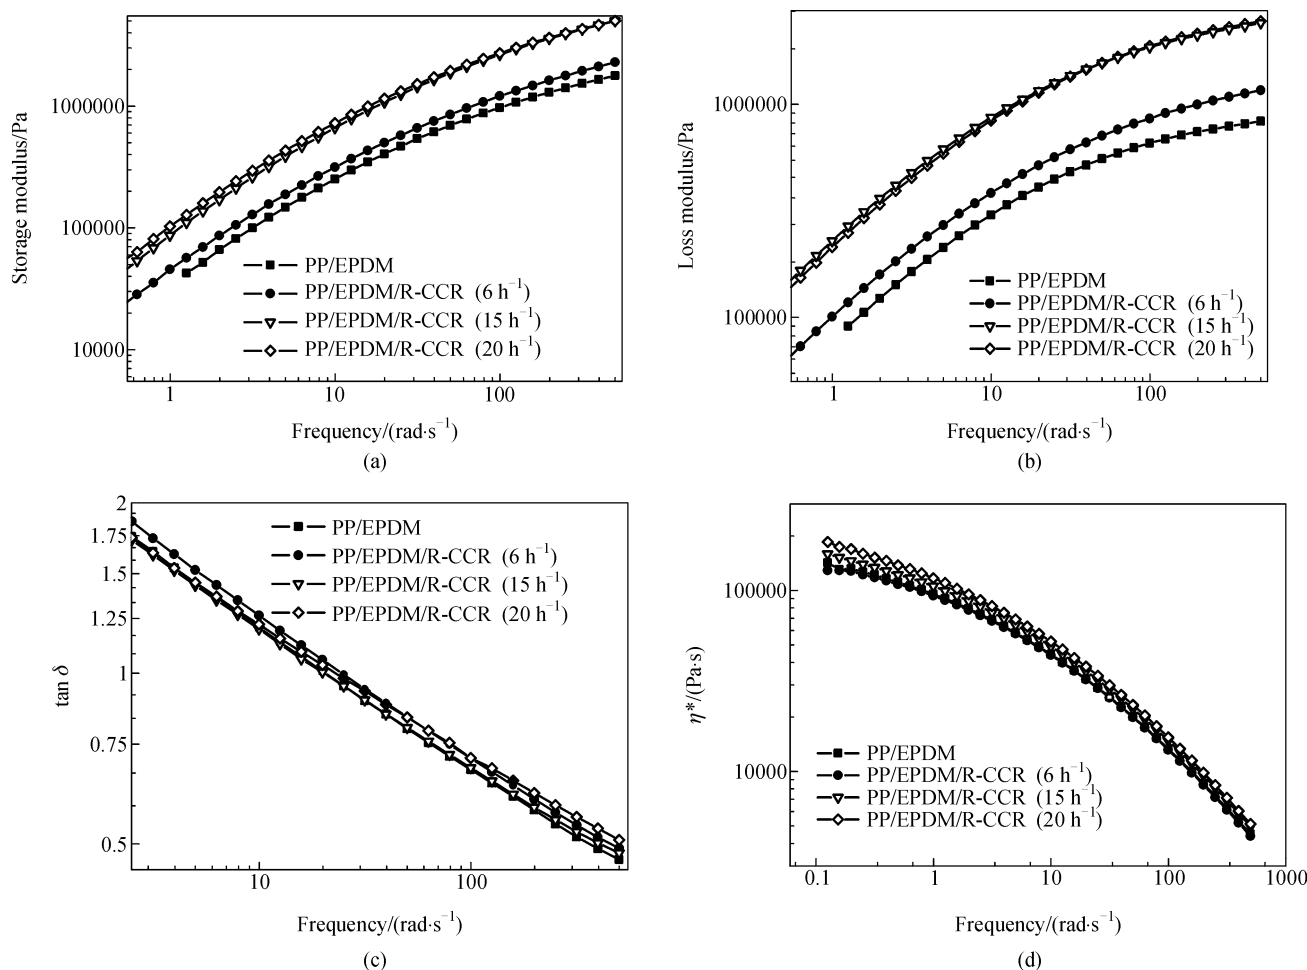 1000000
100000
10000
Storage modulus/Pa
PP/EPDM
PP/EPDM/R-CCR (6 h⁻¹)
PP/EPDM/R-CCR (15 h⁻¹)
PP/EPDM/R-CCR (20 h⁻¹)
1 10 100
Frequency/(rad·s⁻¹)
(a)
1000000
100000
Loss modulus/Pa
PP/EPDM
PP/EPDM/R-CCR (6 h⁻¹)
PP/EPDM/R-CCR (15 h⁻¹)
PP/EPDM/R-CCR (20 h⁻¹)
1 10 100
Frequency/(rad·s⁻¹)
(b)
2
1.75
1.5
1.25
1
0.75
0.5
tan δ
PP/EPDM
PP/EPDM/R-CCR (6 h⁻¹)
PP/EPDM/R-CCR (15 h⁻¹)
PP/EPDM/R-CCR (20 h⁻¹)
10 100
Frequency/(rad·s⁻¹)
(c)
100000
10000
η*/(Pa·s)
PP/EPDM
PP/EPDM/R-CCR (6 h⁻¹)
PP/EPDM/R-CCR (15 h⁻¹)
PP/EPDM/R-CCR (20 h⁻¹)
0.1 1 10 100 1000
Frequency/(rad·s⁻¹)
(d)